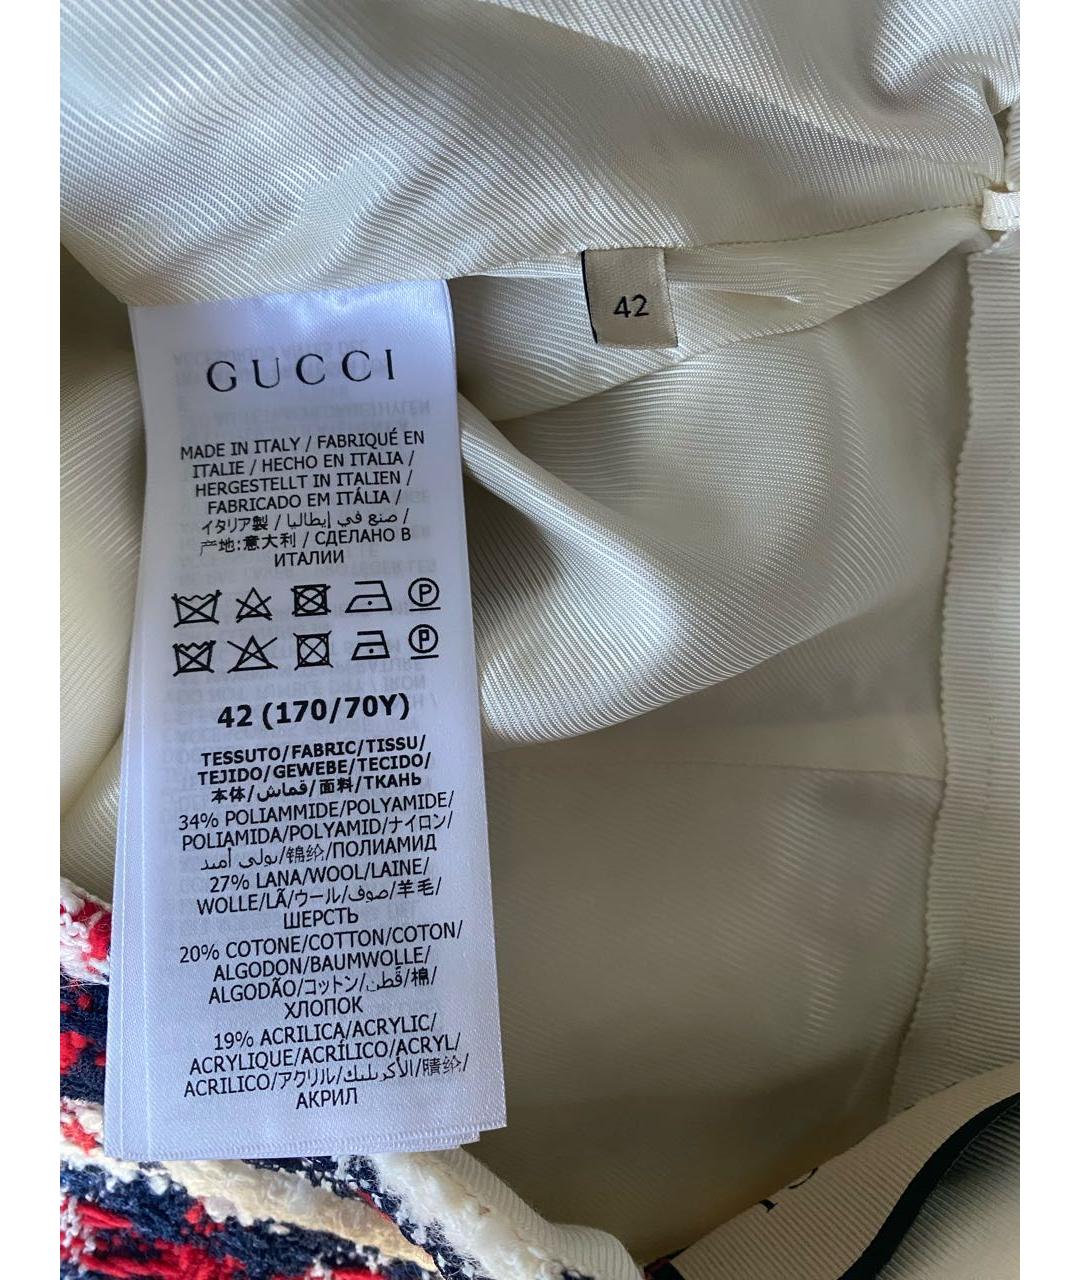 42
GUCCI
MADE IN ITALY / FABRIQUÉ EN
ITALIE / HECHO EN ITALIA /
HERGESTELLT IN ITALIEN /
FABRICADO EM ITÁLIA /
イタリア製 / صنع في إيطاليا /
产地:意大利 / СДЕЛАНО В
ИТАЛИИ
P
P
42 (170/70Y)
TESSUTO/FABRIC/TISSU/
TEJIDO/GEWEBE/TECIDO/
本体/قماش/面料/ТКАНЬ
34% POLIAMMIDE/POLYAMIDE/
POLIAMIDA/POLYAMID/ナイロン/
بولي أميد/锦纶/ПОЛИАМИД
27% LANA/WOOL/LAINE/
WOLLE/LÃ/ウール/صوف/羊毛/
ШЕРСТЬ
20% COTONE/COTTON/COTON/
ALGODON/BAUMWOLLE/
ALGODÃO/コットン/قطن/棉/
ХЛОПОК
19% ACRILICA/ACRYLIC/
ACRYLIQUE/ACRÍLICO/ACRYL/
ACRILICO/アクリル/الأكريليك/腈纶/
АКРИЛ